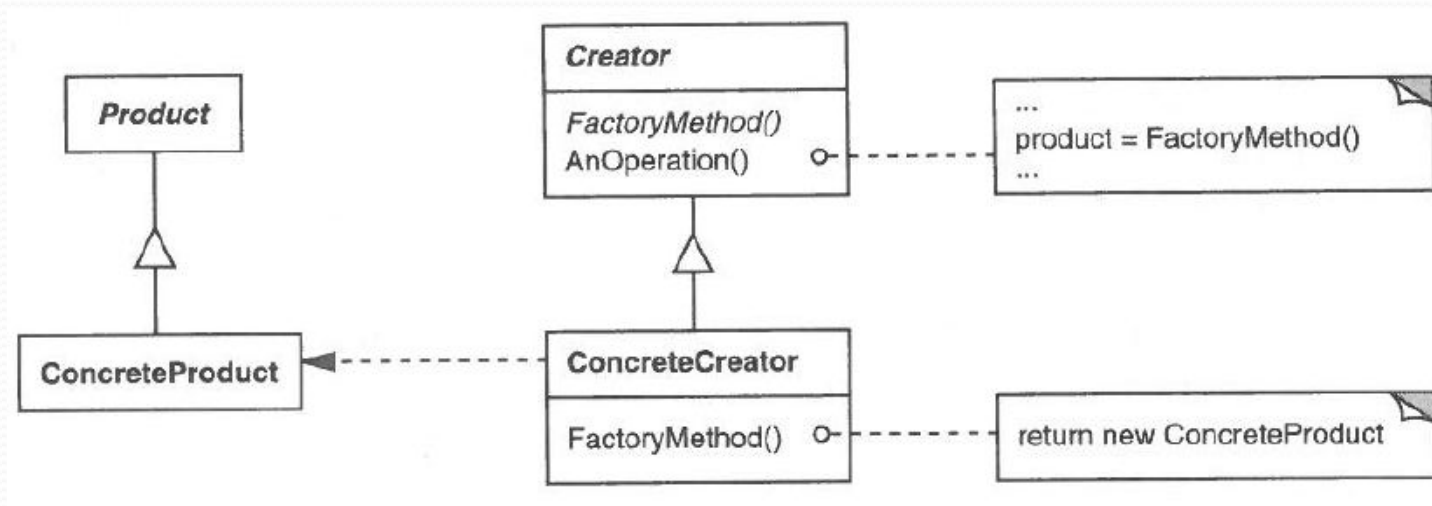 Product
ConcreteProduct
Creator
FactoryMethod()
AnOperation()
...
product = FactoryMethod()
...
ConcreteCreator
FactoryMethod()
return new ConcreteProduct